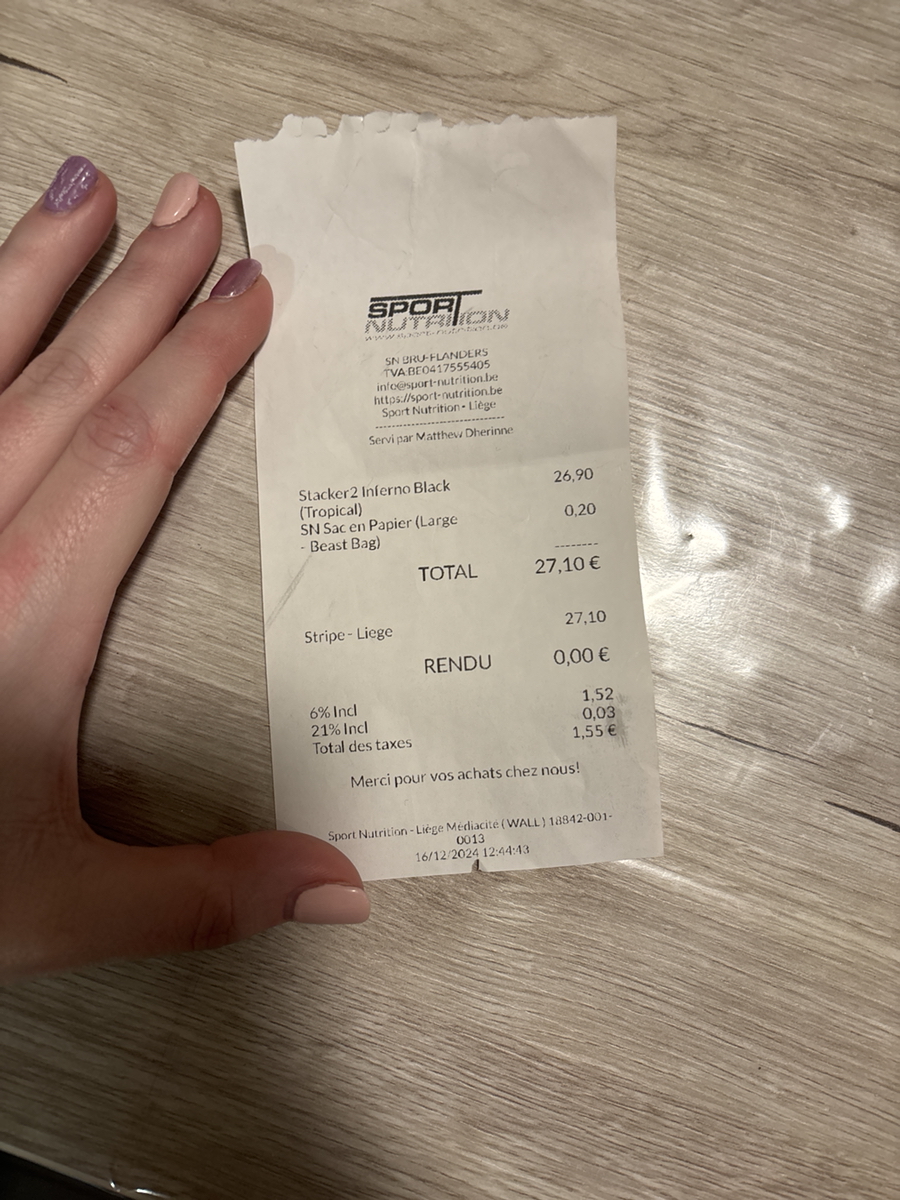 SPORT
NUTRITION
www.sport-nutrition.be
SN BRU-FLANDERS
TVA:BE0417555405
info@sport-nutrition.be
https://sport-nutrition.be
Sport Nutrition - Liège
--------------------------
Servi par Matthew Dherinne
Stacker2 Inferno Black 26,90
(Tropical)
SN Sac en Papier (Large 0,20
- Beast Bag)
--------
TOTAL 27,10 €
Stripe - Liege 27,10
RENDU 0,00 €
6% Incl 1,52
21% Incl 0,03
Total des taxes 1,55 €
Merci pour vos achats chez nous!
Sport Nutrition - Liège Médiacité ( WALL ) 18842-001-
0013
16/12/2024 12:44:43